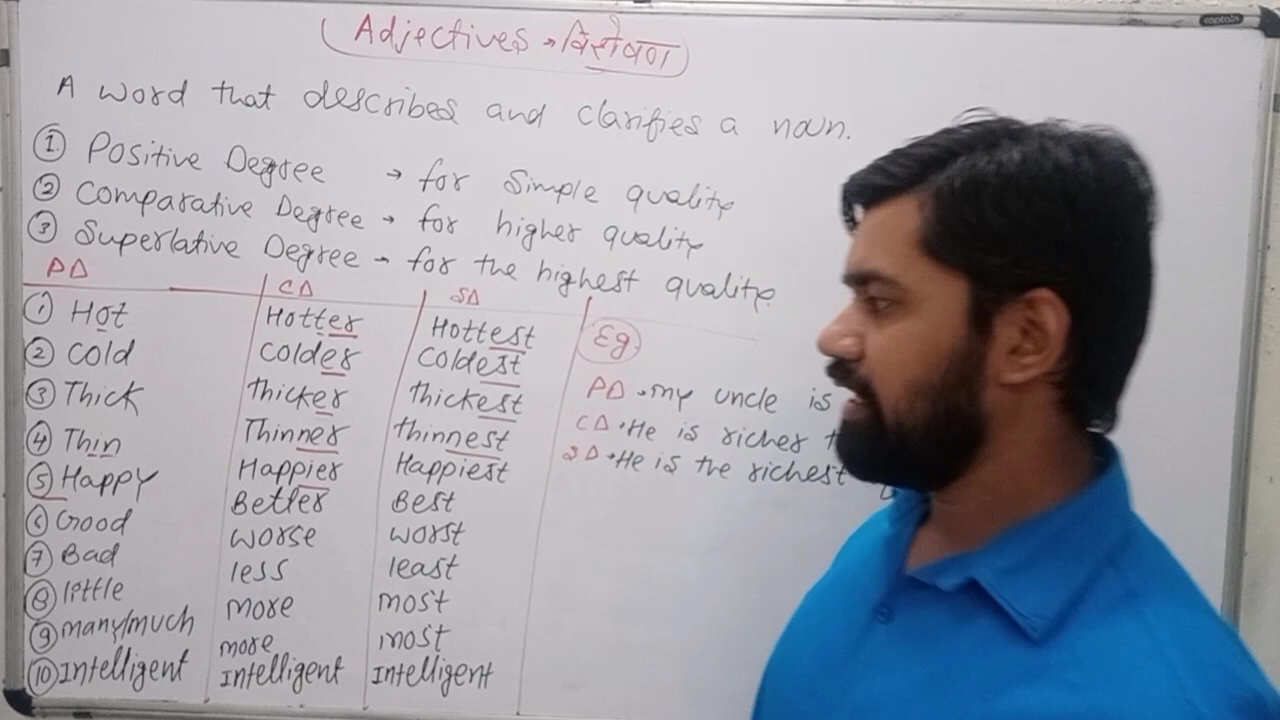 Adjectives → विशेषण
A word that describes and clarifies a noun.
① Positive Degree → for simple quality
② Comparative Degree → for higher quality
③ Superlative Degree → for the highest quality
PD CD SD
① Hot Hotter Hottest Eg.
② Cold Colder Coldest
③ Thick Thicker Thickest PD → My uncle is
④ Thin Thinner Thinnest CD → He is richer
⑤ Happy Happier Happiest SD → He is the richest
⑥ Good Better Best
⑦ Bad Worse Worst
⑧ little less least
⑨ many/much more most
⑩ Intelligent more Intelligent most Intelligent
captain